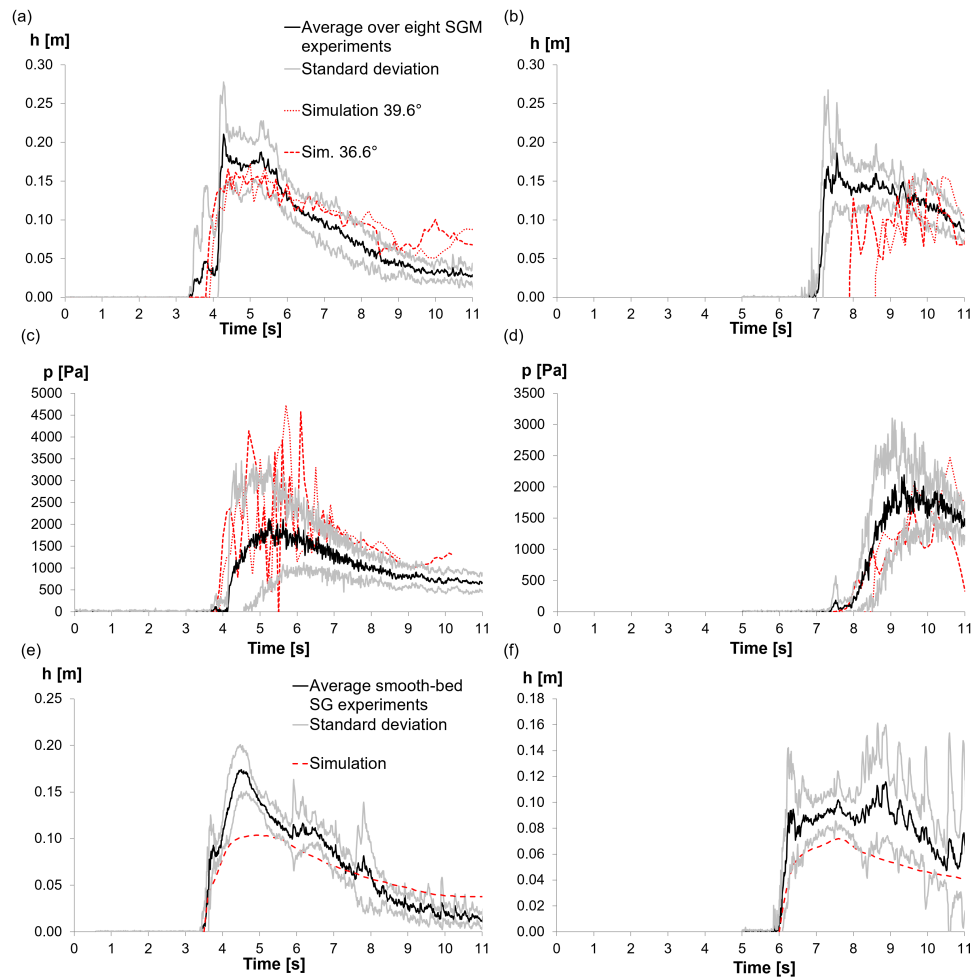 (a)
h [m]
Average over eight SGM
experiments
Standard deviation
Simulation 39.6°
Sim. 36.6°
0.30
0.25
0.20
0.15
0.10
0.05
0.00
0 1 2 3 4 5 6 7 8 9 10 11
Time [s]
(b)
h [m]
0.30
0.25
0.20
0.15
0.10
0.05
0.00
0 1 2 3 4 5 6 7 8 9 10 11
Time [s]
(c)
p [Pa]
5000
4500
4000
3500
3000
2500
2000
1500
1000
500
0
0 1 2 3 4 5 6 7 8 9 10 11
Time [s]
(d)
p [Pa]
3500
3000
2500
2000
1500
1000
500
0
0 1 2 3 4 5 6 7 8 9 10 11
Time [s]
(e)
h [m]
Average smooth-bed
SG experiments
Standard deviation
Simulation
0.25
0.20
0.15
0.10
0.05
0.00
0 1 2 3 4 5 6 7 8 9 10 11
Time [s]
(f)
h [m]
0.18
0.16
0.14
0.12
0.10
0.08
0.06
0.04
0.02
0.00
0 1 2 3 4 5 6 7 8 9 10 11
Time [s]